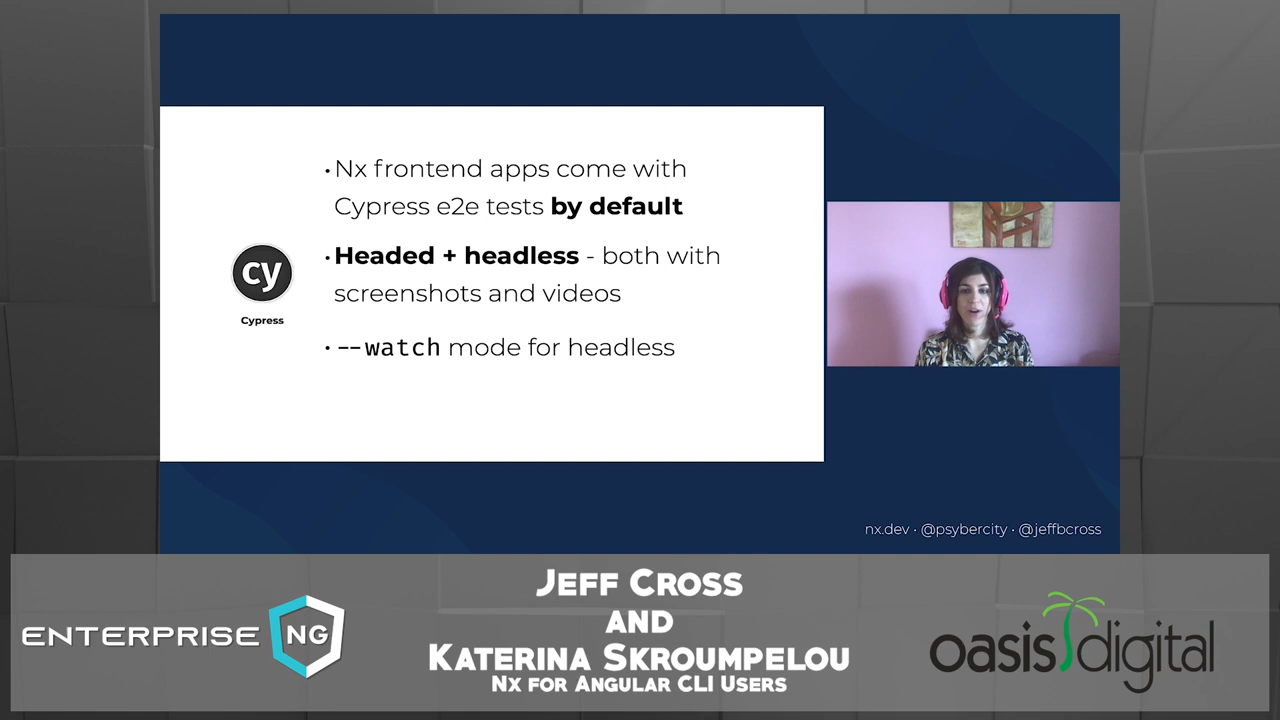 • Nx frontend apps come with
Cypress e2e tests by default
• Headed + headless - both with
screenshots and videos
• --watch mode for headless
cy
Cypress
nx.dev • @psybercity • @jeffbcross
ENTERPRISE NG
Jeff Cross
and
Katerina Skroumpelou
Nx for Angular CLI Users
oasis digital